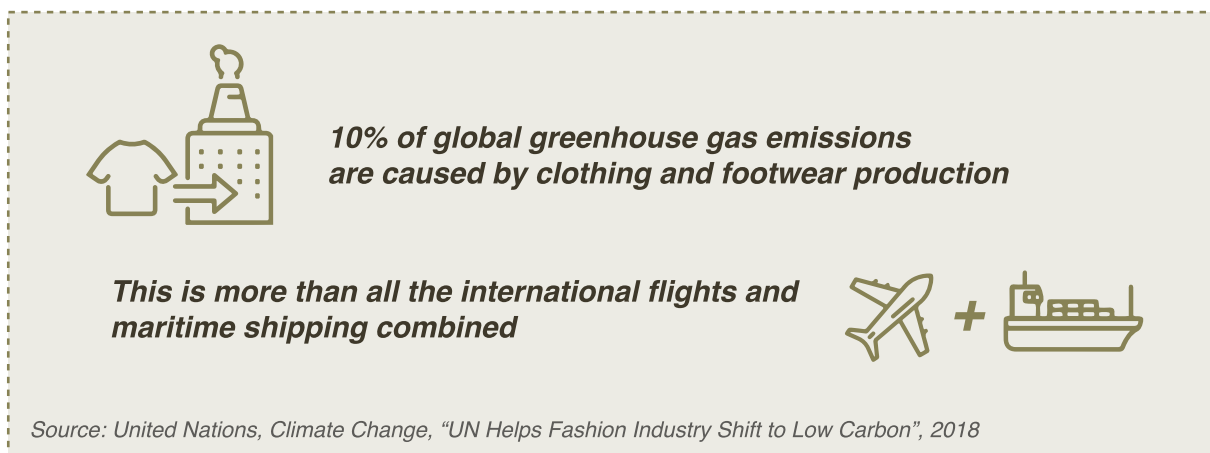 10% of global greenhouse gas emissions
are caused by clothing and footwear production
This is more than all the international flights and
maritime shipping combined
Source: United Nations, Climate Change, “UN Helps Fashion Industry Shift to Low Carbon”, 2018